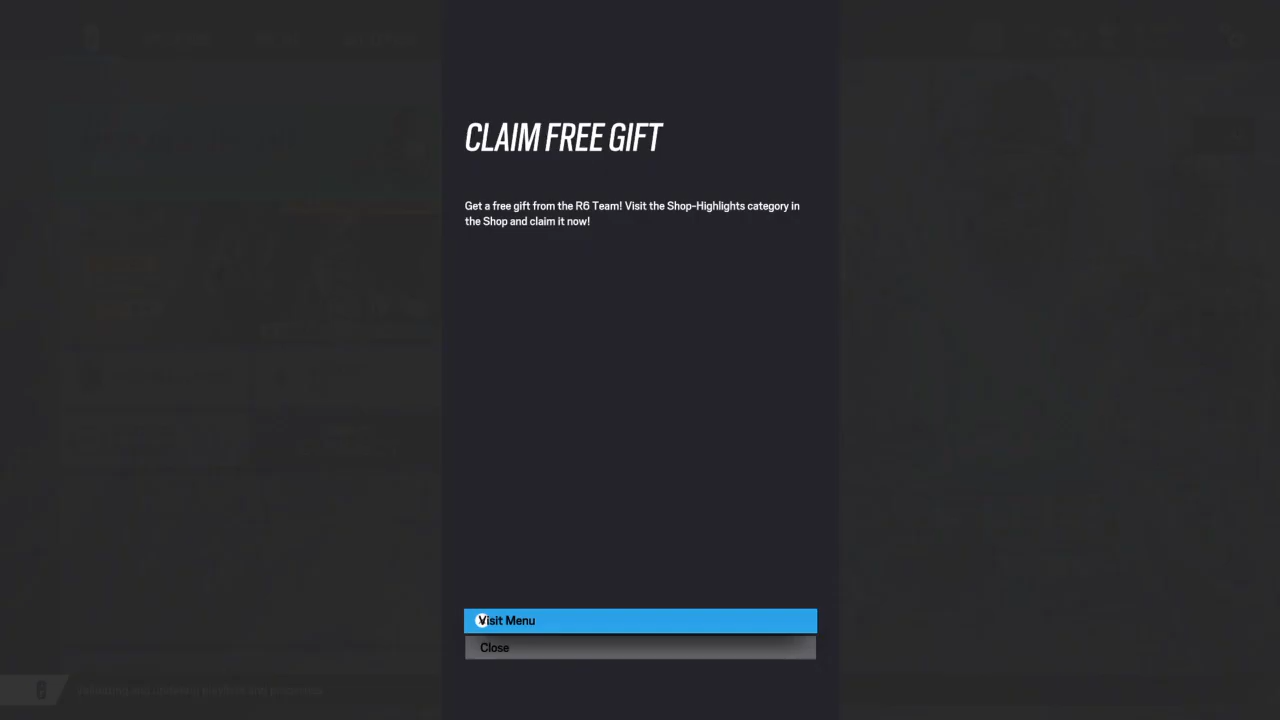 CLAIM FREE GIFT
Get a free gift from the R6 Team! Visit the Shop-Highlights category in
the Shop and claim it now!
Visit Menu
Close